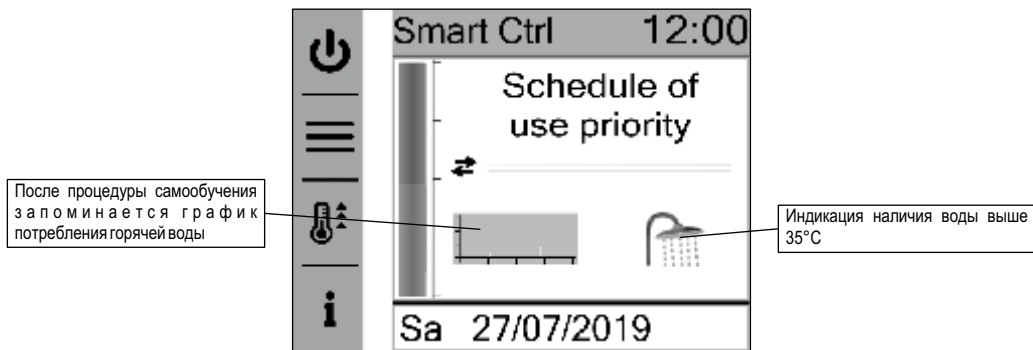 Smart Ctrl 12:00
Schedule of
use priority
После процедуры самообучения
запоминается график
потребления горячей воды
Индикация наличия воды выше
35°C
Sa 27/07/2019